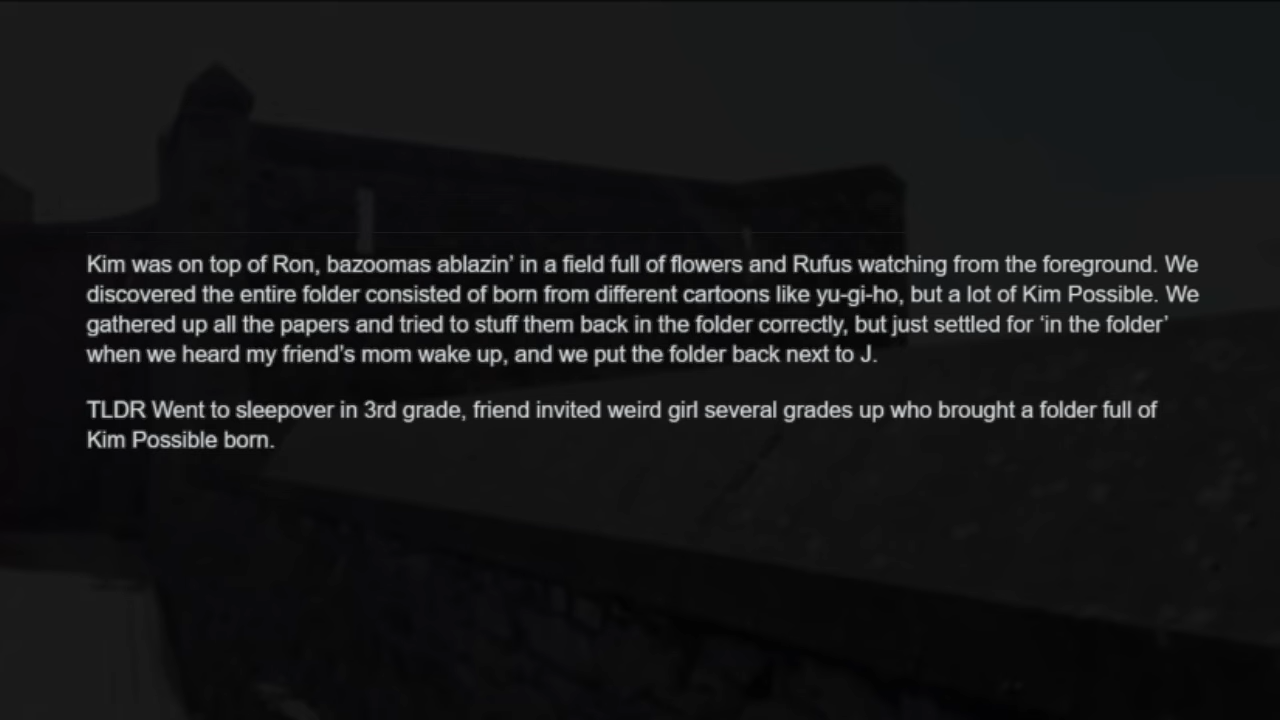 Kim was on top of Ron, bazoomas ablazin' in a field full of flowers and Rufus watching from the foreground. We
discovered the entire folder consisted of born from different cartoons like yu-gi-ho, but a lot of Kim Possible. We
gathered up all the papers and tried to stuff them back in the folder correctly, but just settled for ‘in the folder’
when we heard my friend’s mom wake up, and we put the folder back next to J.
TLDR Went to sleepover in 3rd grade, friend invited weird girl several grades up who brought a folder full of
Kim Possible born.